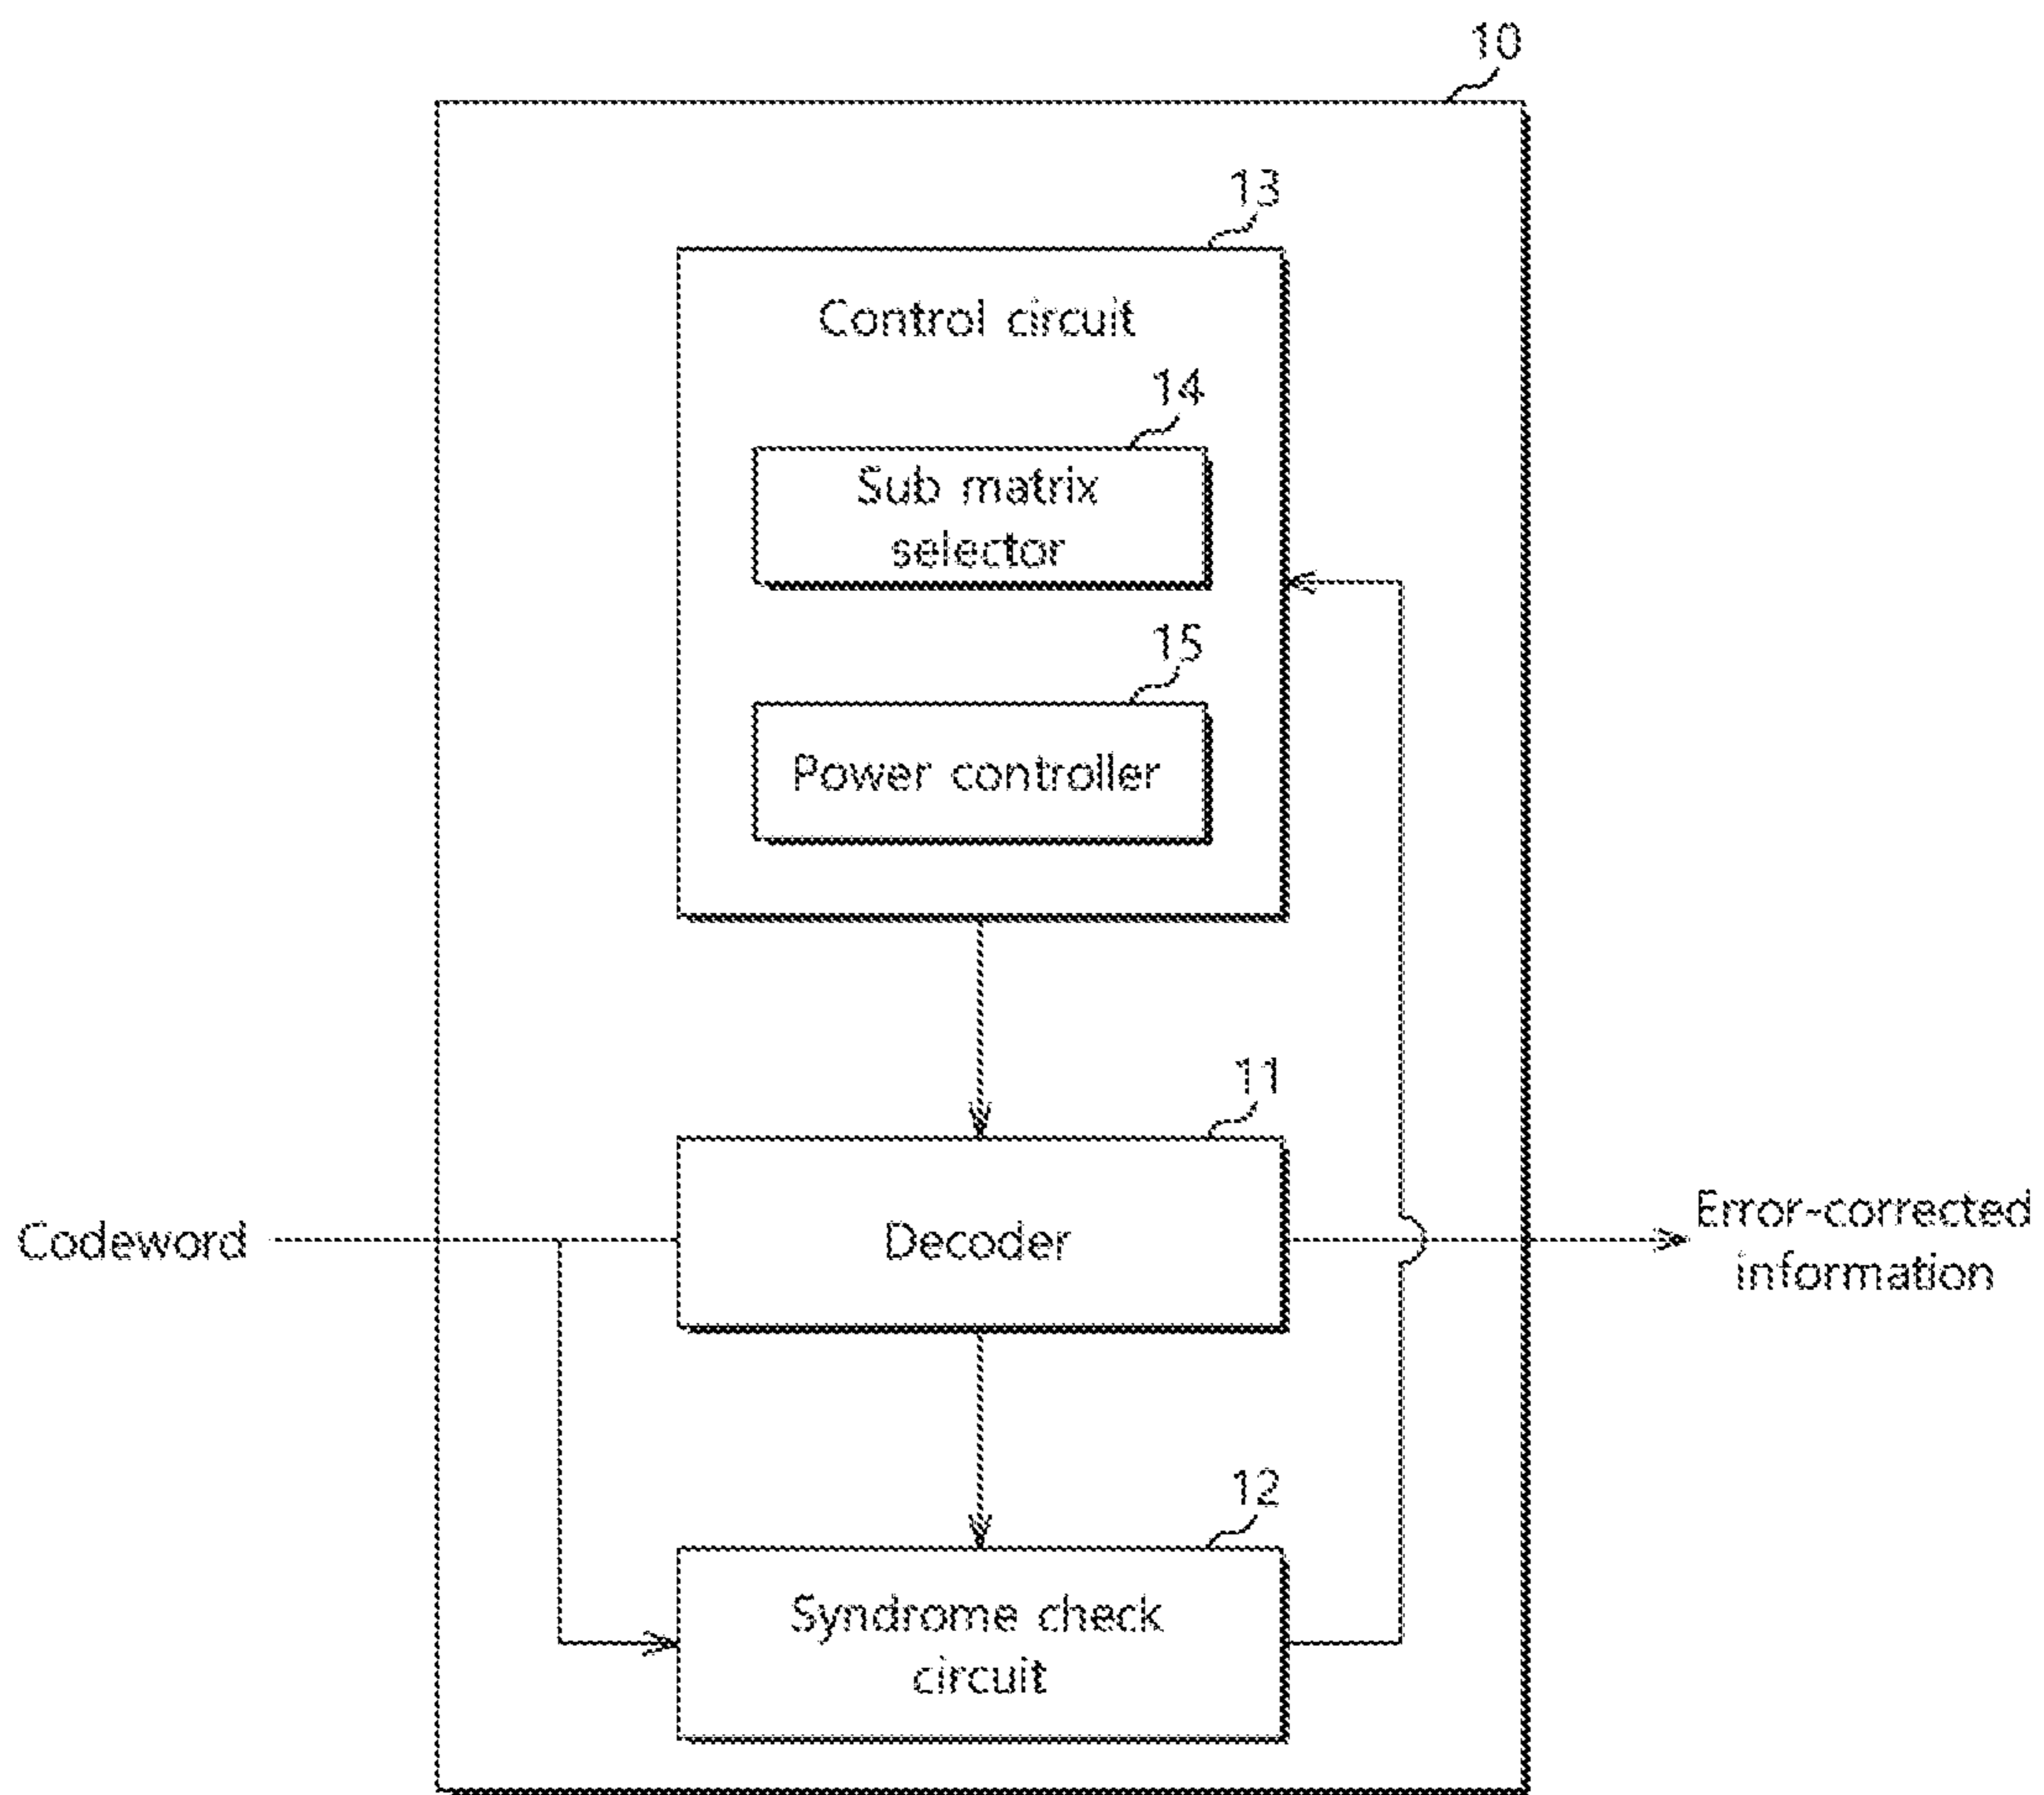 10
13
Control circuit
14
Sub matrix
selector
15
Power controller
11
Codeword
Decoder
Error-corrected
information
12
Syndrome check
circuit